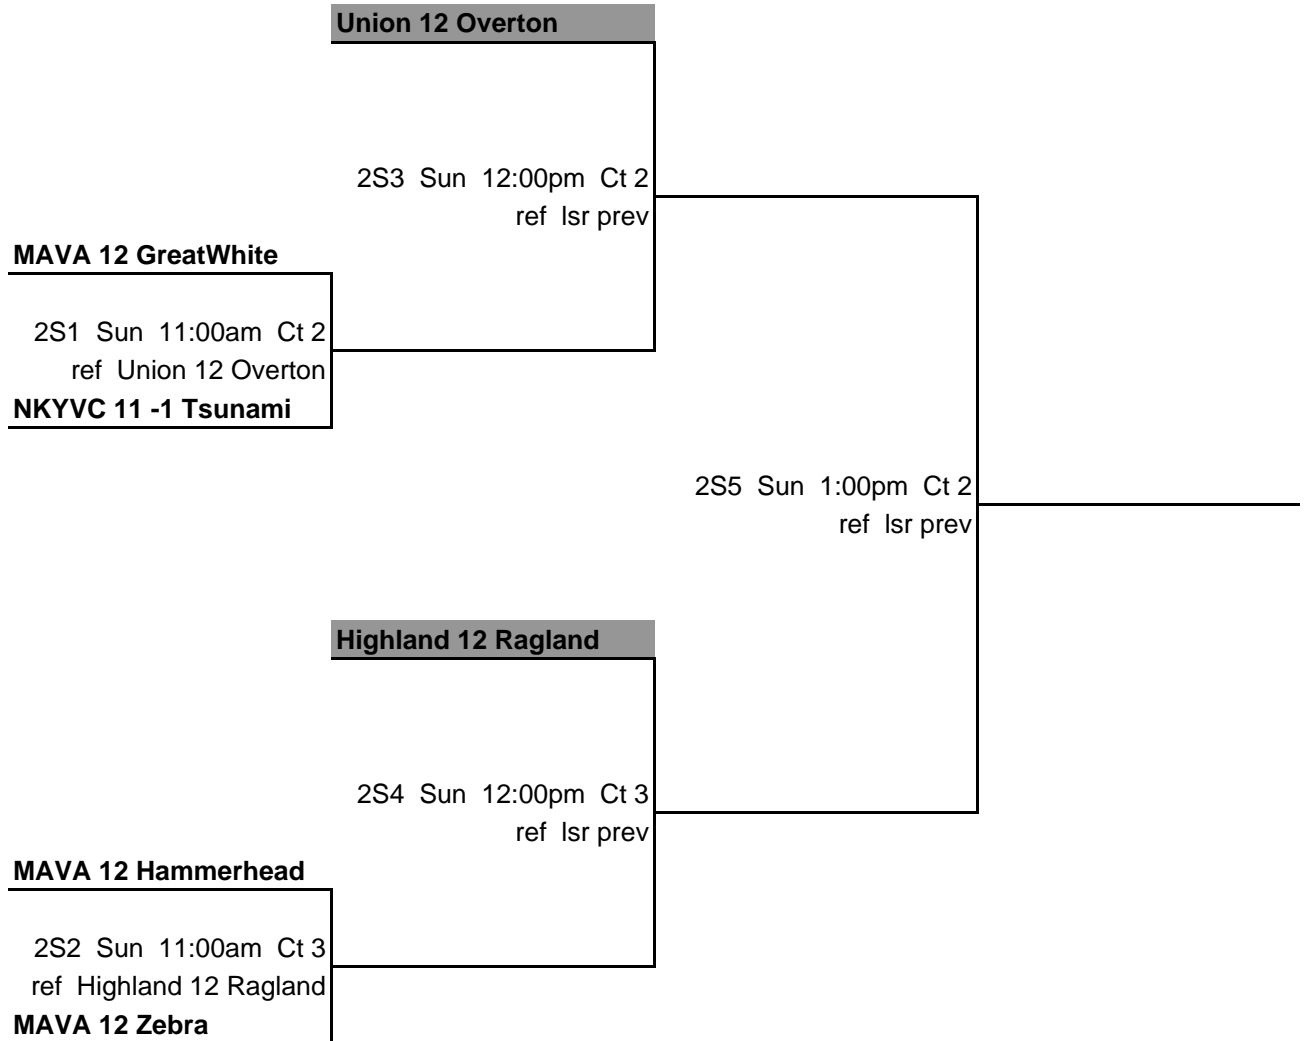 Union 12 Overton
2S3 Sun 12:00pm Ct 2
ref lsr prev
MAVA 12 GreatWhite
2S1 Sun 11:00am Ct 2
ref Union 12 Overton
NKYVC 11 -1 Tsunami
2S5 Sun 1:00pm Ct 2
ref lsr prev
Highland 12 Ragland
2S4 Sun 12:00pm Ct 3
ref lsr prev
MAVA 12 Hammerhead
2S2 Sun 11:00am Ct 3
ref Highland 12 Ragland
MAVA 12 Zebra